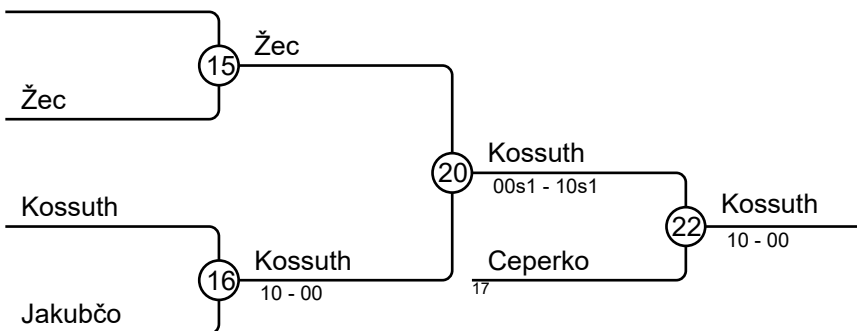 Žec
15
Žec
Kossuth
20
00s1 - 10s1
Kossuth
22
10 - 00
Kossuth
Kossuth
16
10 - 00
Ceperko
17
Jakubčo